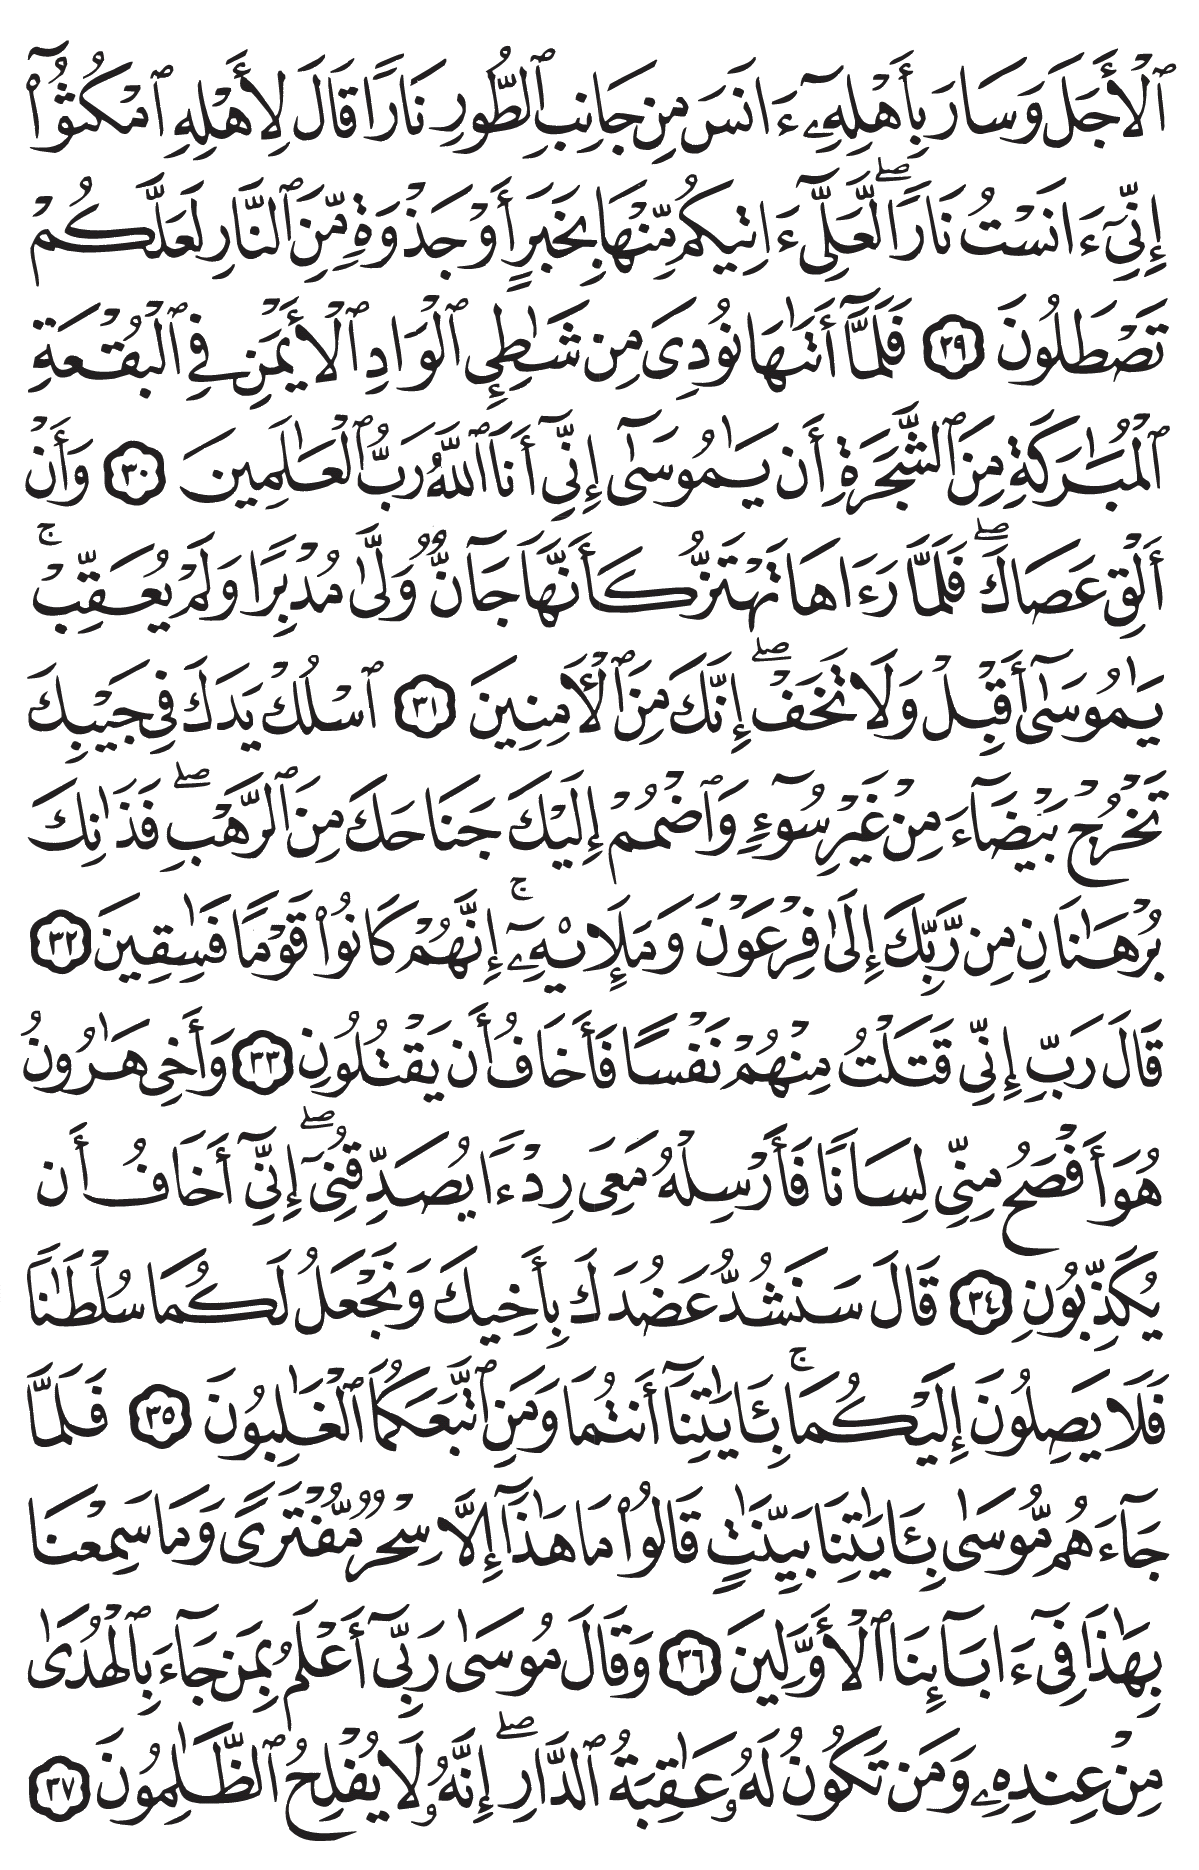 ٱلۡأَجَلَ وَسَارَ بِأَهۡلِهِۦٓ ءَانَسَ مِن جَانِبِ ٱلطُّورِ نَارٗا قَالَ لِأَهۡلِهِ ٱمۡكُثُوٓاْ
إِنِّيٓ ءَانَسۡتُ نَارٗاۖ لَّعَلِّيٓ ءَاتِيكُم مِّنۡهَا بِخَبَرٍ أَوۡ جَذۡوَةٖ مِّنَ ٱلنَّارِ لَعَلَّكُمۡ
تَصۡطَلُونَ ٢٩ فَلَمَّآ أَتَىٰهَا نُودِيَ مِن شَٰطِيِٕ ٱلۡوَادِ ٱلۡأَيۡمَنِ فِي ٱلۡبُقۡعَةِ
ٱلۡمُبَٰرَكَةِ مِنَ ٱلشَّجَرَةِ أَن يَٰمُوسَىٰٓ إِنِّيٓ أَنَا ٱللَّهُ رَبُّ ٱلۡعَٰلَمِينَ ٣٠ وَأَنۡ
أَلۡقِ عَصَاكَۖ فَلَمَّا رَءَاهَا تَهۡتَزُّ كَأَنَّهَا جَآنّٞ وَلَّىٰ مُدۡبِرٗا وَلَمۡ يُعَقِّبۡۚ
يَٰمُوسَىٰٓ أَقۡبِلۡ وَلَا تَخَفۡۖ إِنَّكَ مِنَ ٱلۡأٓمِنِينَ ٣١ ٱسۡلُكۡ يَدَكَ فِي جَيۡبِكَ
تَخۡرُجۡ بَيۡضَآءَ مِنۡ غَيۡرِ سُوٓءٖ وَٱضۡمُمۡ إِلَيۡكَ جَنَاحَكَ مِنَ ٱلرَّهۡبِۖ فَذَٰنِكَ
بُرۡهَٰنَانِ مِن رَّبِّكَ إِلَىٰ فِرۡعَوۡنَ وَمَلَإِيْهِۦٓۚ إِنَّهُمۡ كَانُواْ قَوۡمٗا فَٰسِقِينَ ٣٢
قَالَ رَبِّ إِنِّي قَتَلۡتُ مِنۡهُمۡ نَفۡسٗا فَأَخَافُ أَن يَقۡتُلُونِ ٣٣ وَأَخِي هَٰرُونُ
هُوَ أَفۡصَحُ مِنِّي لِسَانٗا فَأَرۡسِلۡهُ مَعِيَ رِدۡءٗا يُصَدِّقُنِيٓۖ إِنِّيٓ أَخَافُ أَن
يُكَذِّبُونِ ٣٤ قَالَ سَنَشُدُّ عَضُدَكَ بِأَخِيكَ وَنَجۡعَلُ لَكُمَا سُلۡطَٰنٗا
فَلَا يَصِلُونَ إِلَيۡكُمَا ۚ بِـَٔايَٰتِنَآ أَنتُمَا وَمَنِ ٱتَّبَعَكُمَا ٱلۡغَٰلِبُونَ ٣٥ فَلَمَّا
جَآءَهُم مُّوسَىٰ بِـَٔايَٰتِنَا بَيِّنَٰتٖ قَالُواْ مَا هَٰذَآ إِلَّا سِحۡرٞ مُّفۡتَرٗى وَمَا سَمِعۡنَا
بِهَٰذَا فِيٓ ءَابَآئِنَا ٱلۡأَوَّلِينَ ٣٦ وَقَالَ مُوسَىٰ رَبِّيٓ أَعۡلَمُ بِمَن جَآءَ بِٱلۡهُدَىٰ
مِنۡ عِندِهِۦ وَمَن تَكُونُ لَهُۥ عَٰقِبَةُ ٱلدَّارِۖ إِنَّهُۥ لَا يُفۡلِحُ ٱلظَّٰلِمُونَ ٣٧